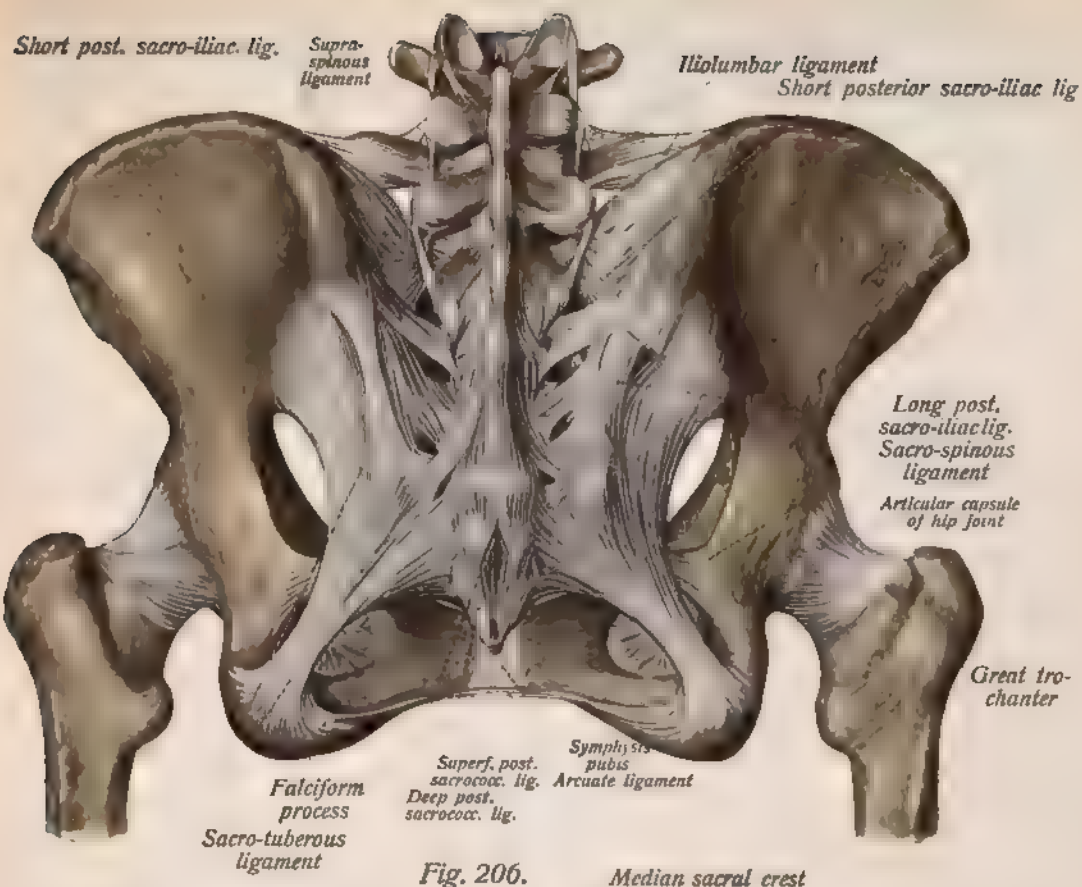 Short post. sacro-iliac. lig.
Supra-
spinous
ligament
Iliolumbar ligament
Short posterior sacro-iliac lig
Long post.
sacro-iliac lig.
Sacro-spinous
ligament
Articular capsule
of hip joint
Great tro-
chanter
Symphysis
pubis
Arcuate ligament
Superf. post.
sacrococc. lig.
Deep post.
sacrococc. lig.
Falciform
process
Sacro-tuberous
ligament
Fig. 206.
Median sacral crest